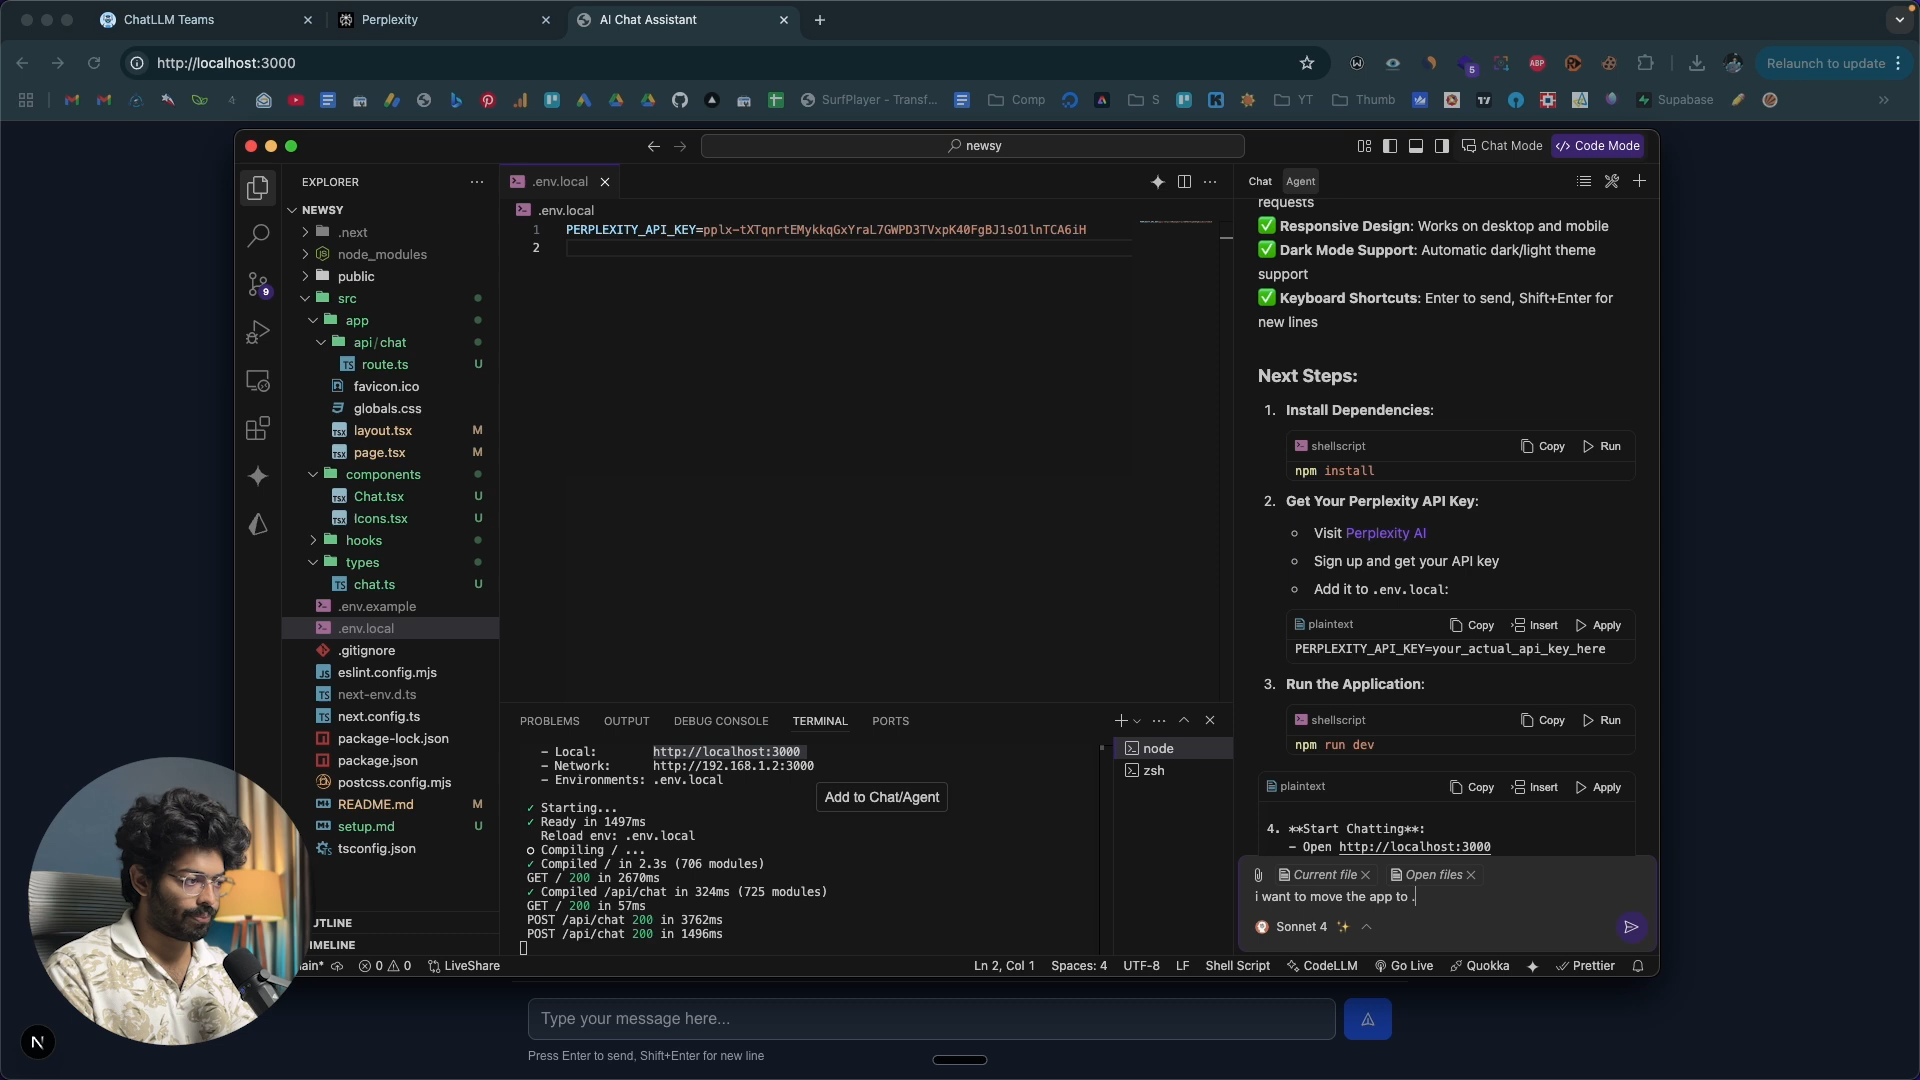 ChatLLM Teams
Perplexity
AI Chat Assistant
http://localhost:3000
5
ABP
Relaunch to update
SurfPlayer - Transf...
Comp
S
YT
Thumb
Supabase
newsy
Chat Mode
Code Mode
EXPLORER
.env.local
Chat
Agent
NEWSY
.next
node_modules
public
src
app
api/chat
route.ts U
favicon.ico
globals.css
layout.tsx M
page.tsx M
components
Chat.tsx U
Icons.tsx U
hooks
types
chat.ts U
.env.example
.env.local
.gitignore
eslint.config.mjs
next-env.d.ts
next.config.ts
package-lock.json
package.json
postcss.config.mjs
README.md M
setup.md U
tsconfig.json
UTLINE
IMELINE
9
.env.local
1 PERPLEXITY_API_KEY=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
2
PROBLEMS OUTPUT DEBUG CONSOLE TERMINAL PORTS
- Local: http://localhost:3000
- Network: http://192.168.1.2:3000
- Environments: .env.local
✓ Starting...
✓ Ready in 1497ms
Reload env: .env.local
○ Compiling / ...
✓ Compiled / in 2.3s (706 modules)
GET / 200 in 2670ms
✓ Compiled /api/chat in 324ms (725 modules)
GET / 200 in 57ms
POST /api/chat 200 in 3762ms
POST /api/chat 200 in 1496ms
Add to Chat/Agent
node
zsh
requests
✅ Responsive Design: Works on desktop and mobile
✅ Dark Mode Support: Automatic dark/light theme
support
✅ Keyboard Shortcuts: Enter to send, Shift+Enter for
new lines
Next Steps:
1. Install Dependencies:
shellscript Copy Run
npm install
2. Get Your Perplexity API Key:
Visit Perplexity AI
Sign up and get your API key
Add it to .env.local:
plaintext Copy Insert Apply
PERPLEXITY_API_KEY=your_actual_api_key_here
3. Run the Application:
shellscript Copy Run
npm run dev
plaintext Copy Insert Apply
4. **Start Chatting**:
- Open http://localhost:3000
Current file Open files
i want to move the app to .
Sonnet 4
ain* 0 0 LiveShare
Ln 2, Col 1 Spaces: 4 UTF-8 LF Shell Script CodeLLM Go Live Quokka Prettier
Type your message here...
Press Enter to send, Shift+Enter for new line
N